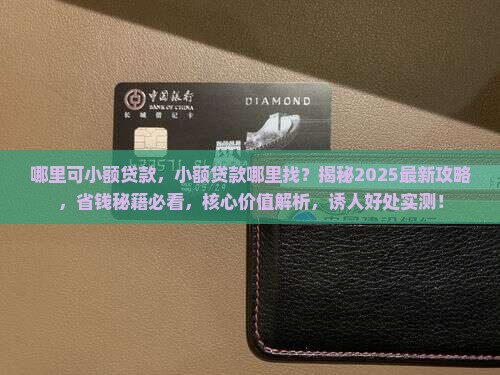 中国银行
BANK OF CHINA
DIAMOND
长城借记卡
哪里可小额贷款，小额贷款哪里找？揭秘2025最新攻略
，省钱秘籍必看，核心价值解析，诱人好处实测！